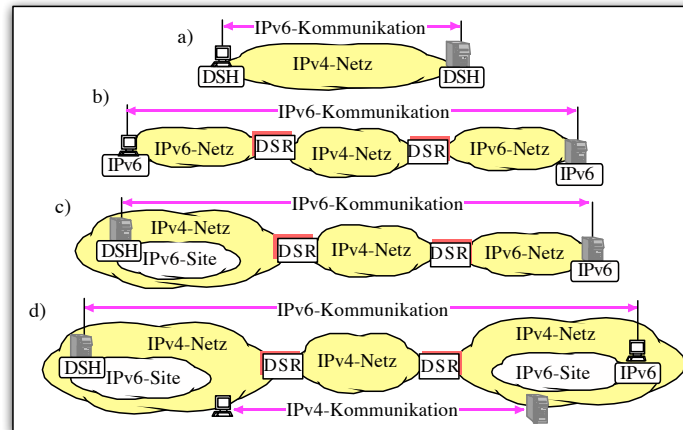 IPv6-Kommunikation
a)
IPv4-Netz
DSH
DSH
b)
IPv6-Kommunikation
IPv6-Netz
DSR
IPv4-Netz
DSR
IPv6-Netz
IPv6
IPv6
c)
IPv6-Kommunikation
IPv4-Netz
DSH
IPv6-Site
DSR
IPv4-Netz
DSR
IPv6-Netz
IPv6
d)
IPv6-Kommunikation
IPv4-Netz
DSH
IPv6-Site
DSR
IPv4-Netz
DSR
IPv4-Netz
IPv6-Site
IPv6
IPv4-Kommunikation